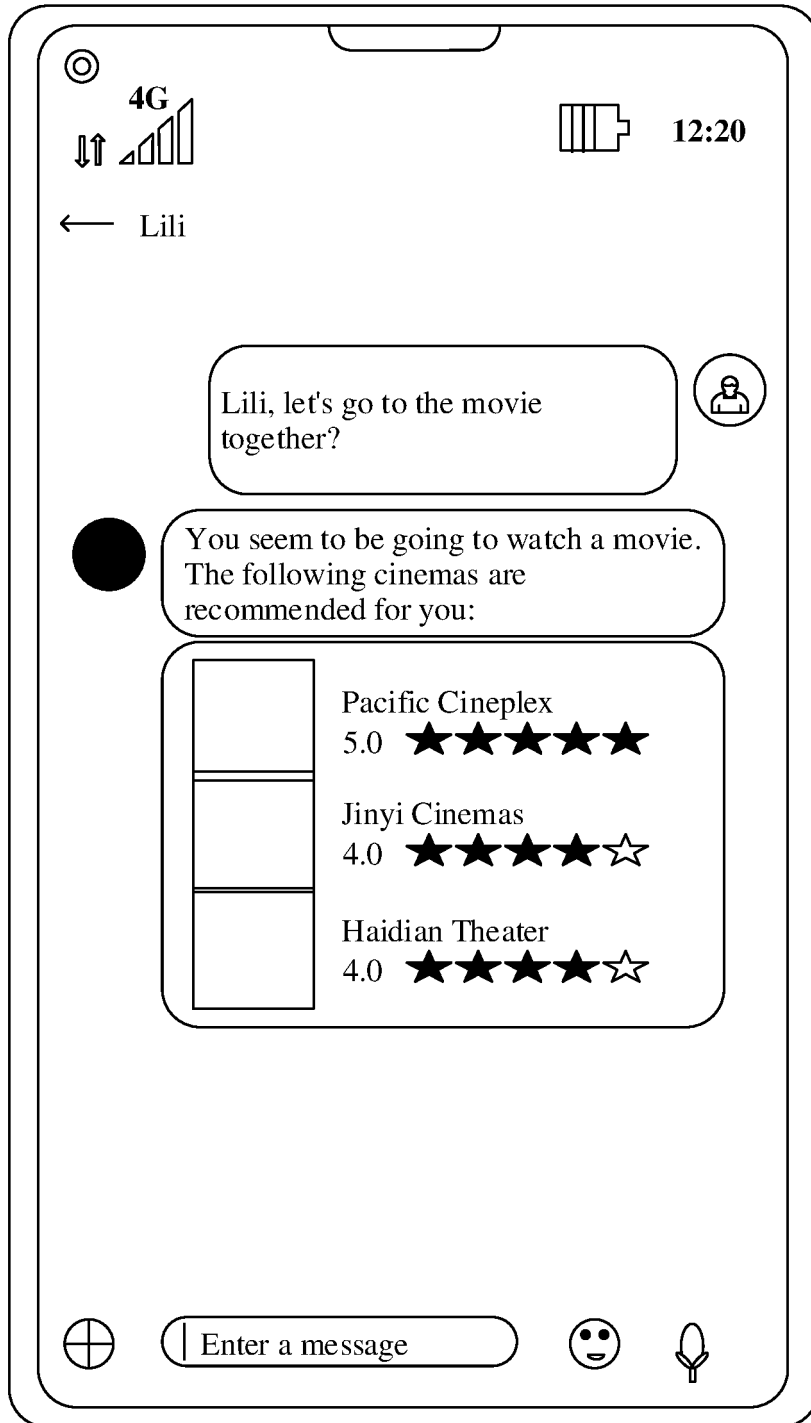 4G
12:20
Lili
Lili, let's go to the movie
together?
You seem to be going to watch a movie.
The following cinemas are
recommended for you:
Pacific Cineplex
5.0
Jinyi Cinemas
4.0
Haidian Theater
4.0
Enter a message